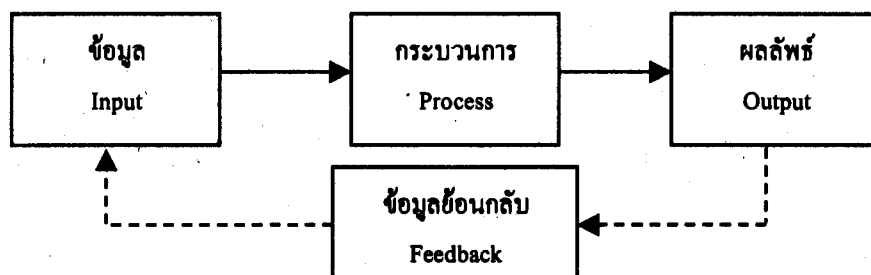 ข้อมูล
Input
กระบวนการ
Process
ผลลัพธ์
Output
ข้อมูลย้อนกลับ
Feedback